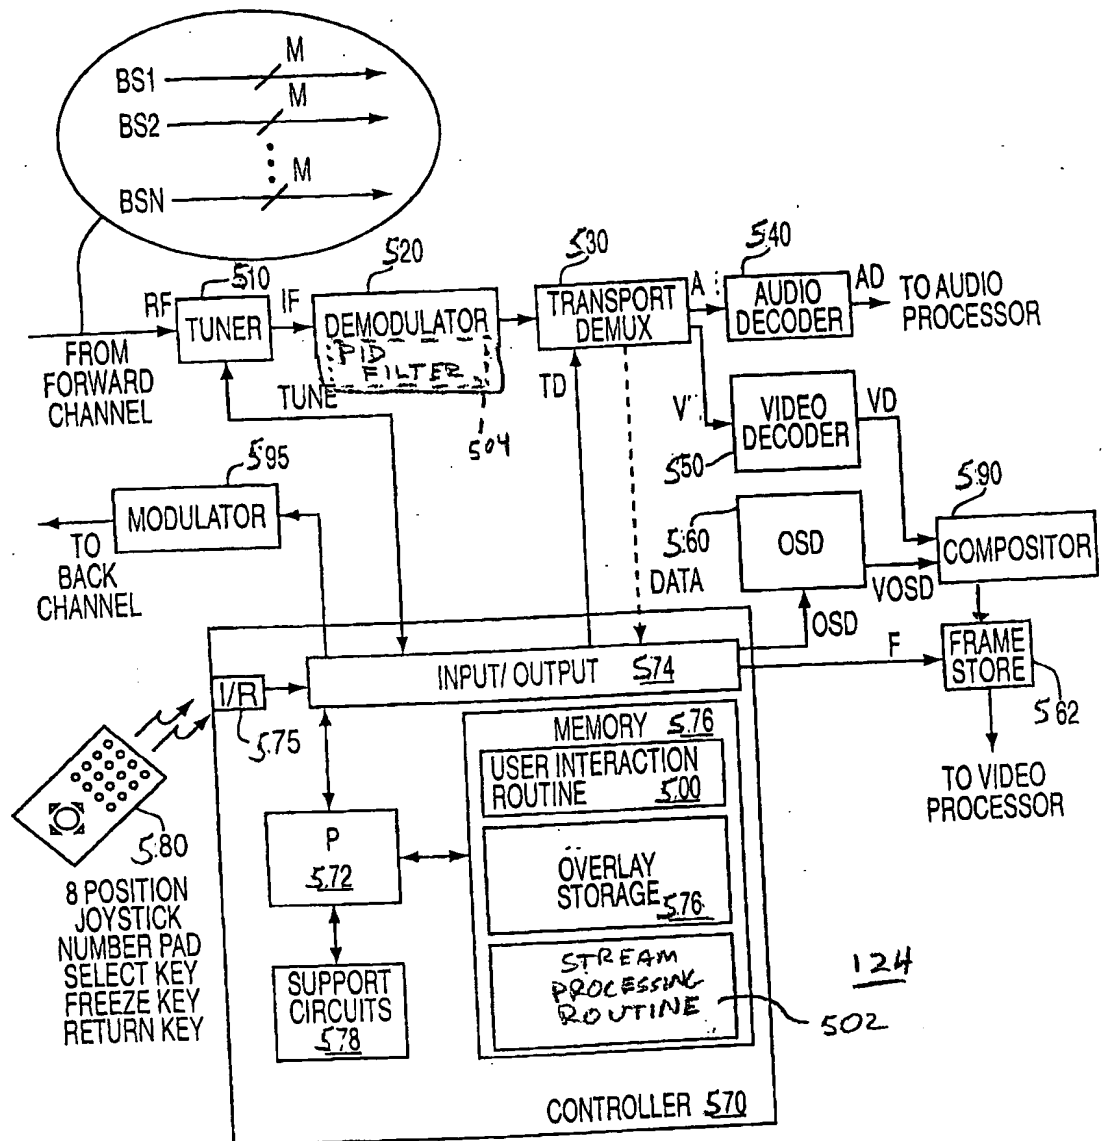 BS1 M
BS2 M
BSN M
510
520
530
540
RF
TUNER
IF
DEMODULATOR
PID
FILTER
504
TRANSPORT
DEMUX
A
AUDIO
DECODER
AD
TO AUDIO
PROCESSOR
FROM
FORWARD
CHANNEL
TUNE
TD
V
VIDEO
DECODER
VD
550
595
MODULATOR
TO
BACK
CHANNEL
560
OSD
590
COMPOSITOR
DATA
VOSD
OSD
F
FRAME
STORE
562
TO VIDEO
PROCESSOR
INPUT/OUTPUT 574
I/R
575
580
8 POSITION
JOYSTICK
NUMBER PAD
SELECT KEY
FREEZE KEY
RETURN KEY
MEMORY 576
USER INTERACTION
ROUTINE 500
P
572
OVERLAY
STORAGE
576
SUPPORT
CIRCUITS
578
STREAM
PROCESSING
ROUTINE
502
124
CONTROLLER 570